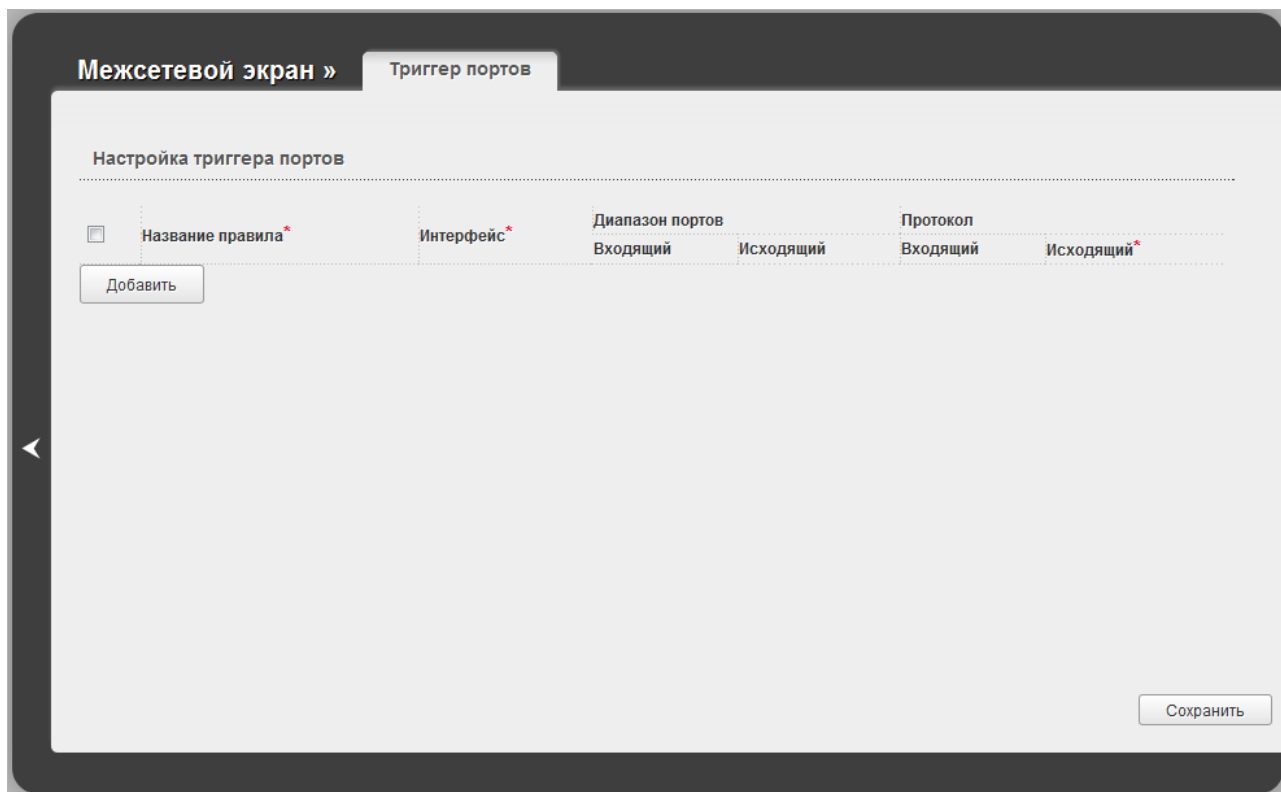 Межсетевой экран »
Триггер портов
Настройка триггера портов
Название правила*
Интерфейс*
Диапазон портов
Протокол
Входящий
Исходящий
Входящий
Исходящий*
Добавить
Сохранить